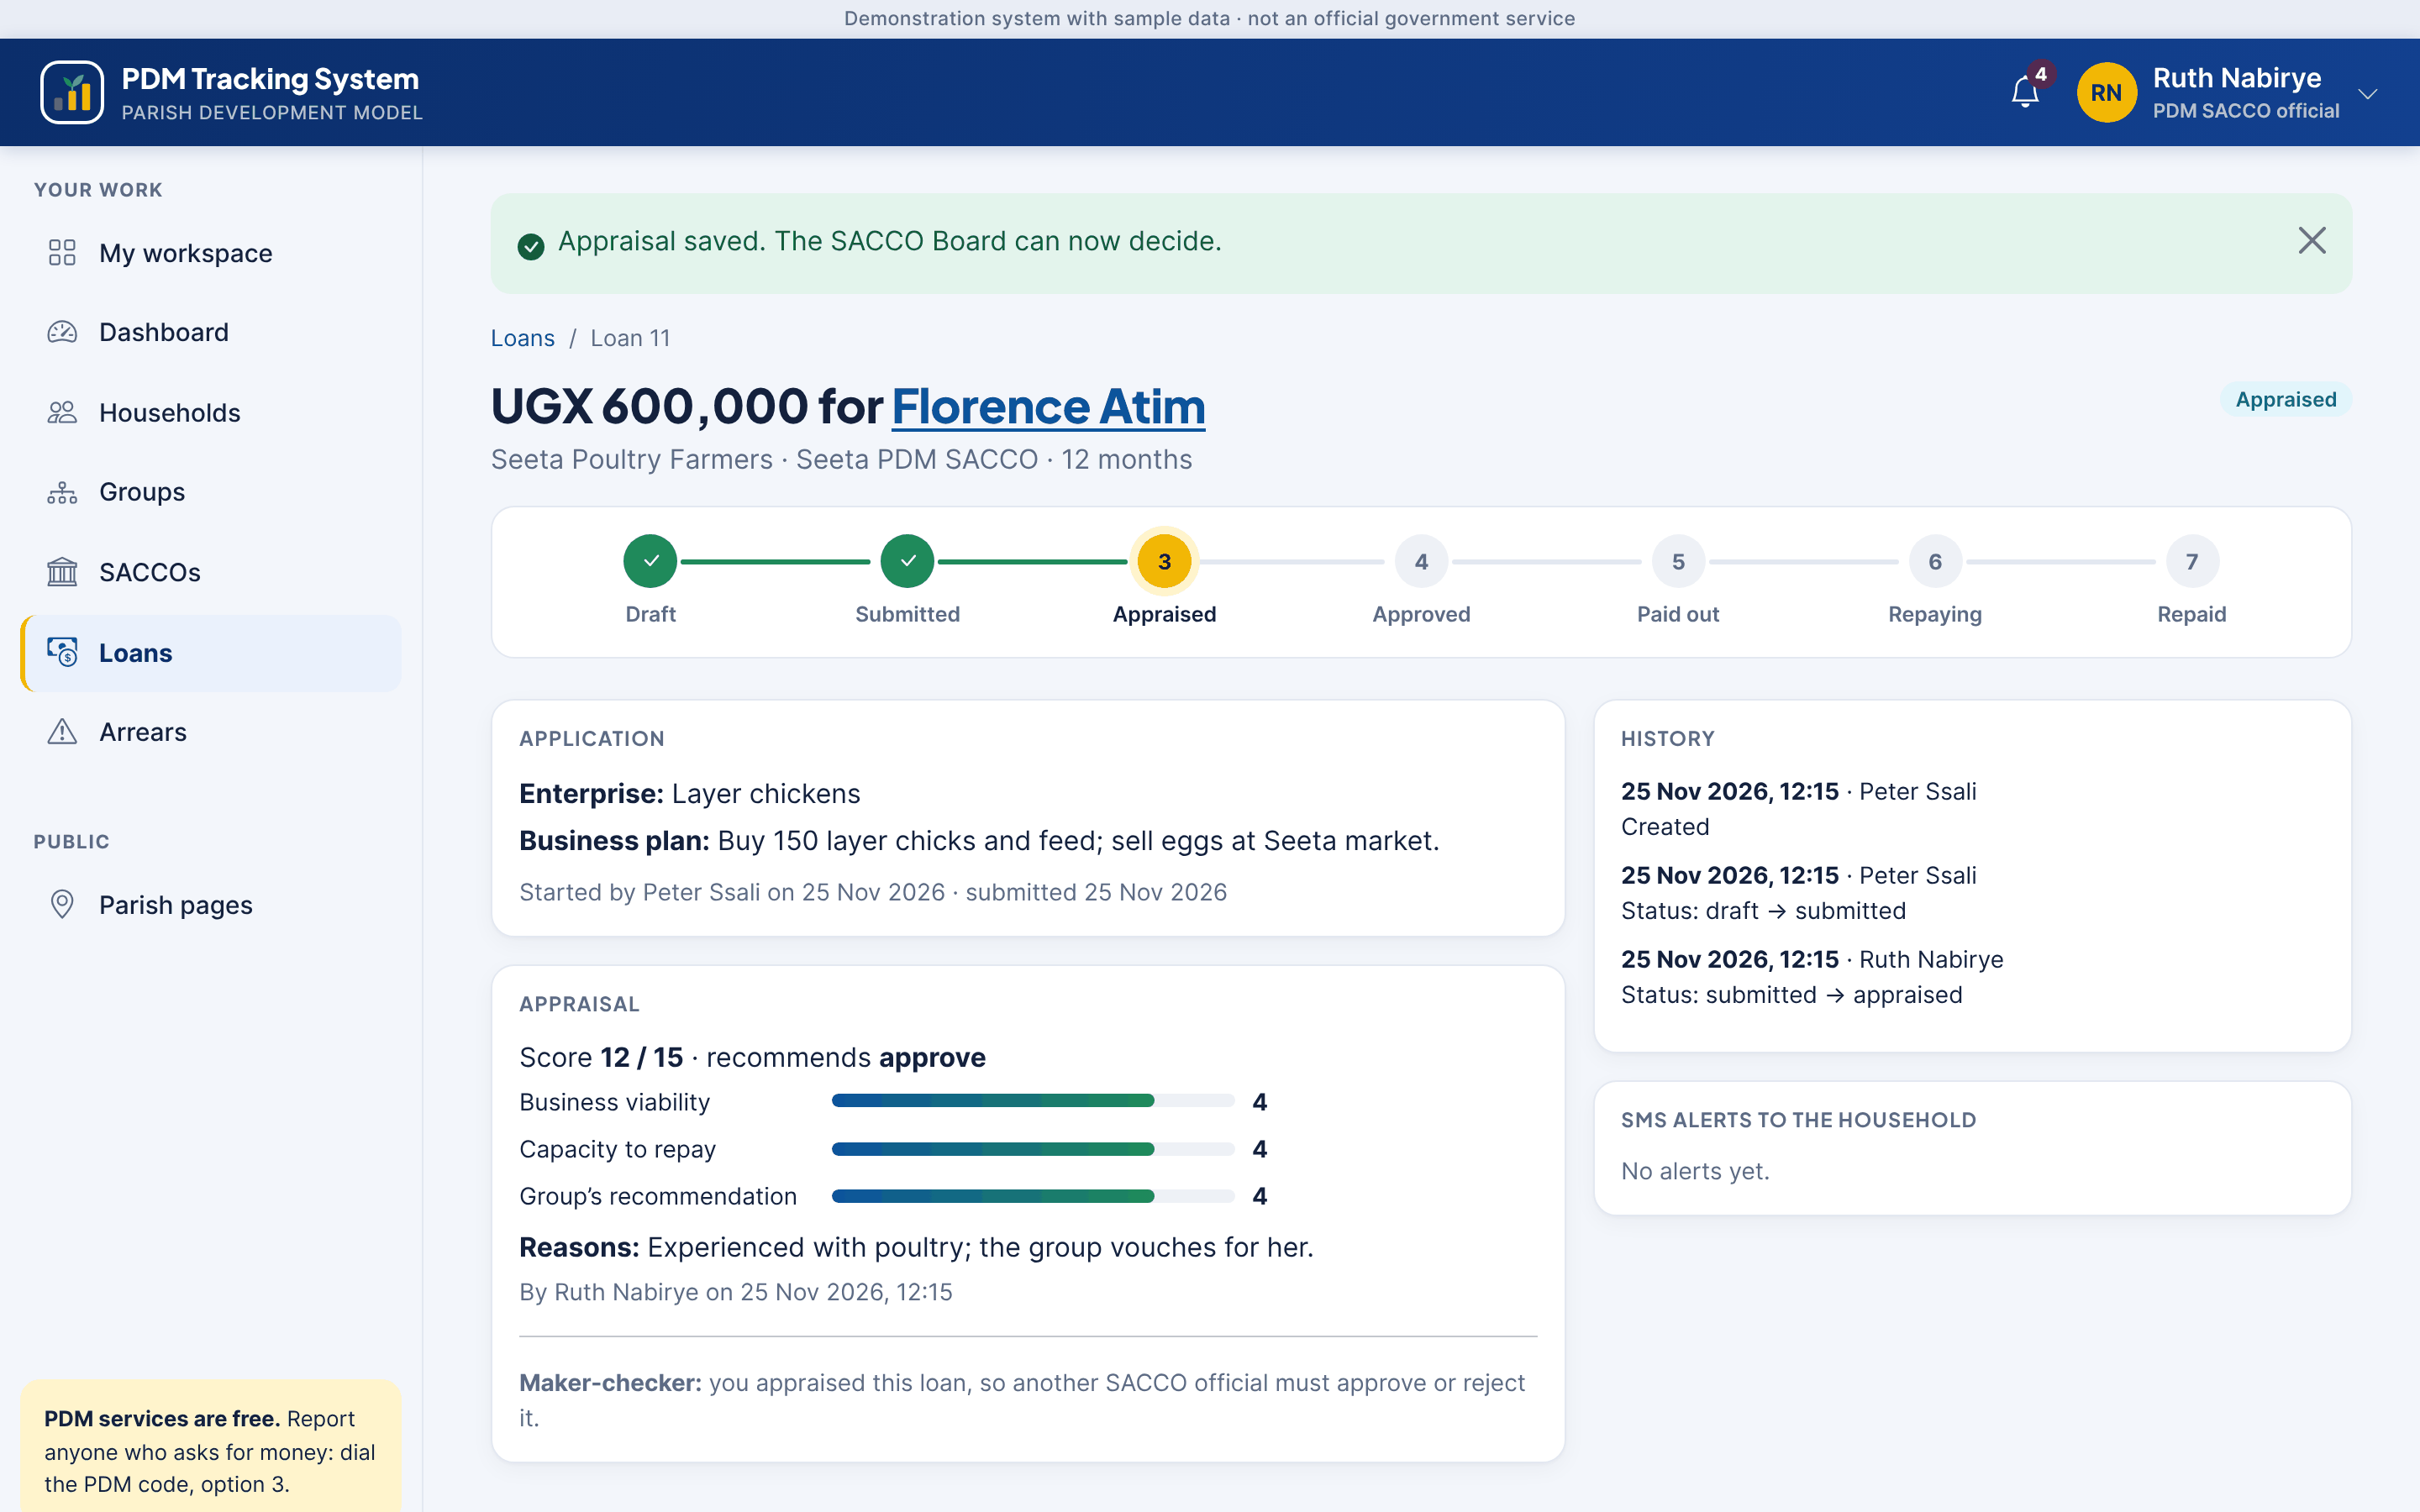 Demonstration system with sample data · not an official government service
PDM Tracking System
PARISH DEVELOPMENT MODEL
4
RN
Ruth Nabirye
PDM SACCO official
YOUR WORK
My workspace
Dashboard
Households
Groups
SACCOs
Loans
Arrears
PUBLIC
Parish pages
PDM services are free. Report
anyone who asks for money: dial
the PDM code, option 3.
Appraisal saved. The SACCO Board can now decide.
Loans / Loan 11
UGX 600,000 for Florence Atim
Appraised
Seeta Poultry Farmers · Seeta PDM SACCO · 12 months
3
4
5
6
7
Draft
Submitted
Appraised
Approved
Paid out
Repaying
Repaid
APPLICATION
Enterprise: Layer chickens
Business plan: Buy 150 layer chicks and feed; sell eggs at Seeta market.
Started by Peter Ssali on 25 Nov 2026 · submitted 25 Nov 2026
APPRAISAL
Score 12 / 15 · recommends approve
Business viability 4
Capacity to repay 4
Group’s recommendation 4
Reasons: Experienced with poultry; the group vouches for her.
By Ruth Nabirye on 25 Nov 2026, 12:15
Maker-checker: you appraised this loan, so another SACCO official must approve or reject
it.
HISTORY
25 Nov 2026, 12:15 · Peter Ssali
Created
25 Nov 2026, 12:15 · Peter Ssali
Status: draft → submitted
25 Nov 2026, 12:15 · Ruth Nabirye
Status: submitted → appraised
SMS ALERTS TO THE HOUSEHOLD
No alerts yet.